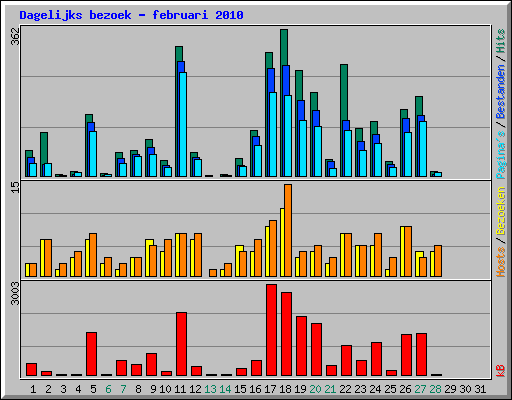 Dagelijks bezoek - februari 2010
362
15
3003
Hosts / Bezoeken Pagina's / Bestanden / Hits
kB
1 2 3 4 5 6 7 8 9 10 11 12 13 14 15 16 17 18 19 20 21 22 23 24 25 26 27 28 29 30 31